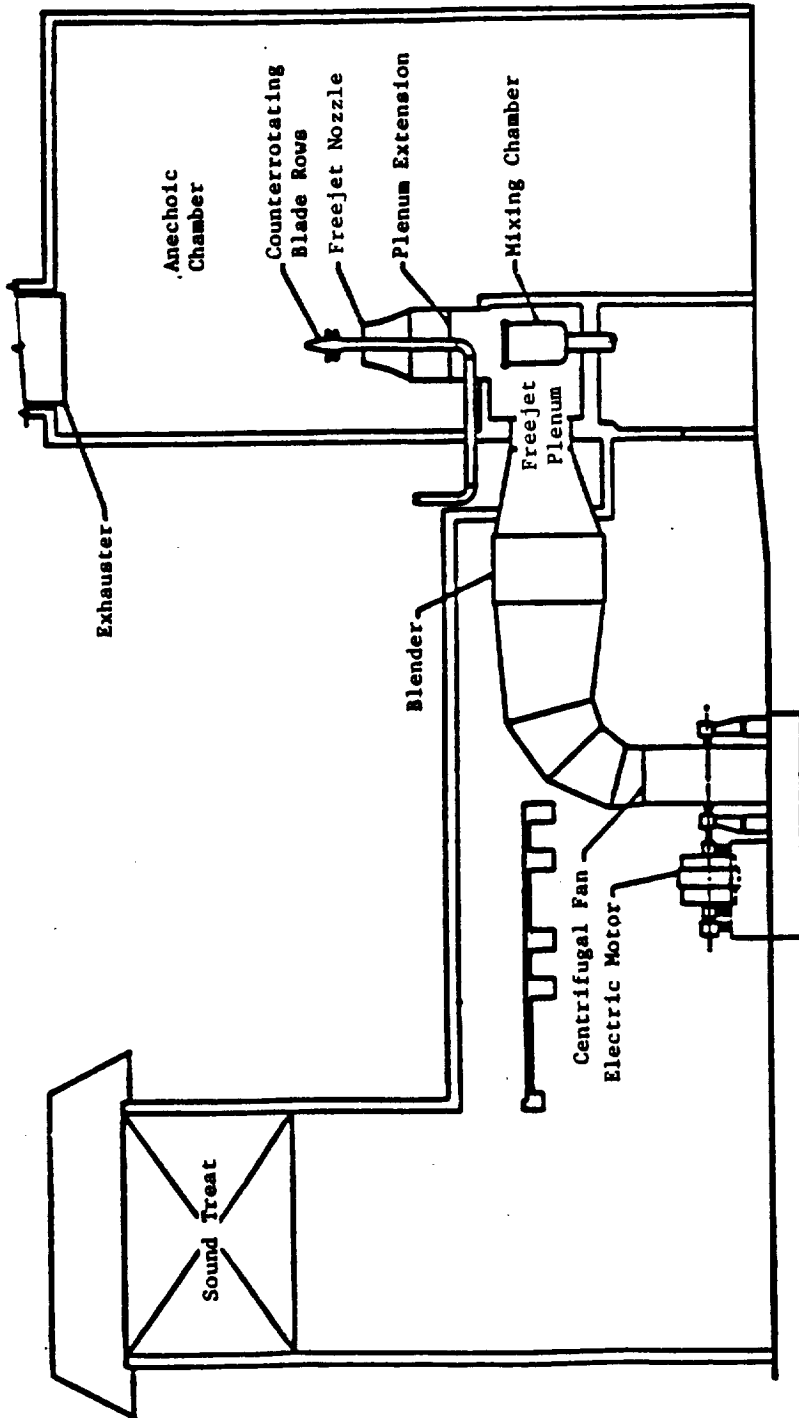 Anechoic
Chamber
Counterrotating
Blade Rows
Freejet Nozzle
Plenum Extension
Mixing Chamber
Exhauster
Freejet
Plenum
Blender
Centrifugal Fan
Electric Motor
Sound Treat